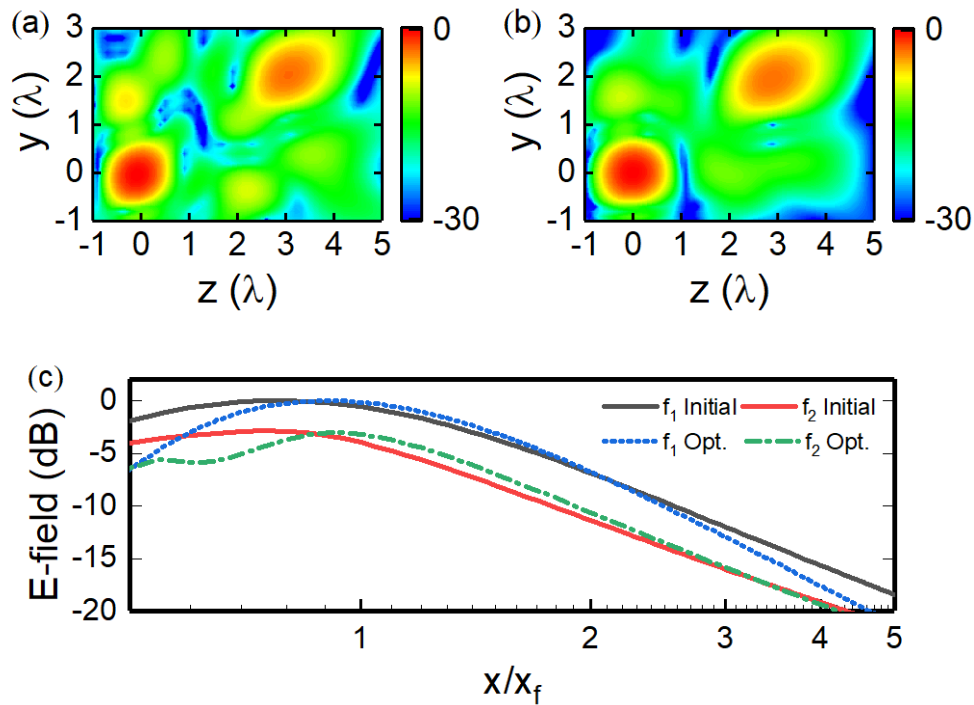 (a) 3 2 1 0 -1 y (λ) -1 0 1 2 3 4 5 z (λ) 0 -30
(b) 3 2 1 0 -1 y (λ) -1 0 1 2 3 4 5 z (λ) 0 -30
(c) 0 -5 -10 -15 -20 E-field (dB)
f1 Initial f2 Initial
f1 Opt. f2 Opt.
1 2 3 4 5
x/xf